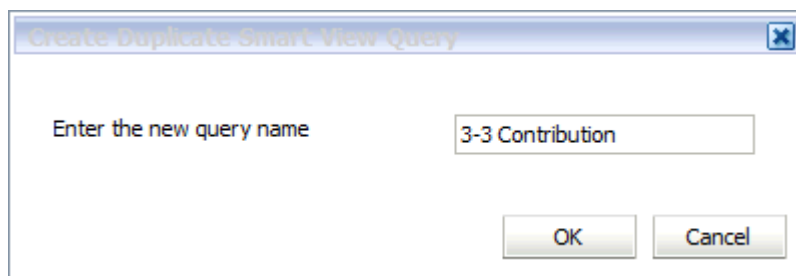 Create Duplicate Smart View Query
Enter the new query name
3-3 Contribution
OK
Cancel